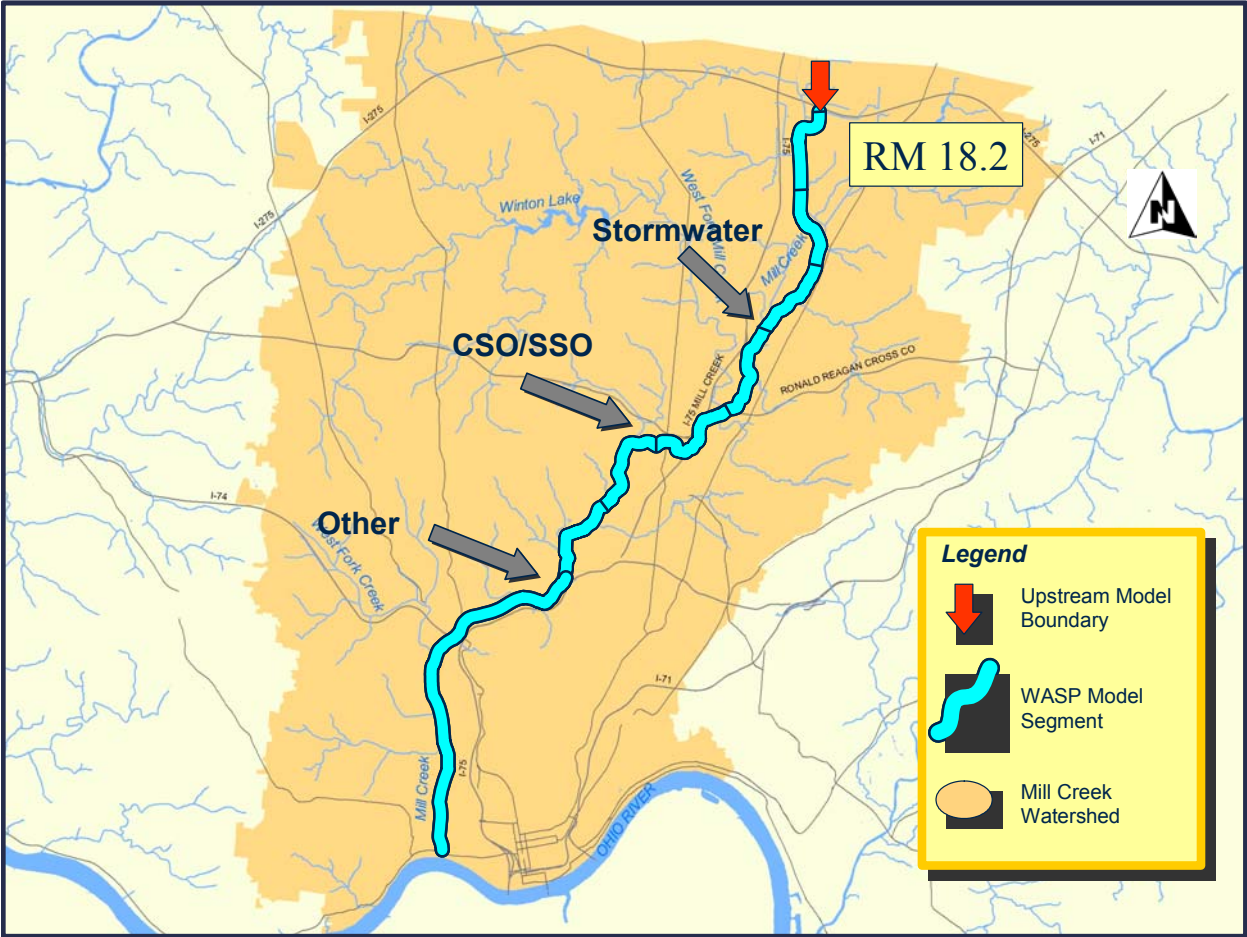 I-275
I-75
I-71
I-275
RM 18.2
West Fork Mill C
Winton Lake
N
I-275
Stormwater
Mill Creek
CSO/SSO
I-75 MILL CREEK
RONALD REAGAN CROSS CO
I-74
Other
West Fork Creek
Legend
Upstream Model
Boundary
I-71
WASP Model
Segment
Mill Creek
I-75
OHIO RIVER
Mill Creek
Watershed